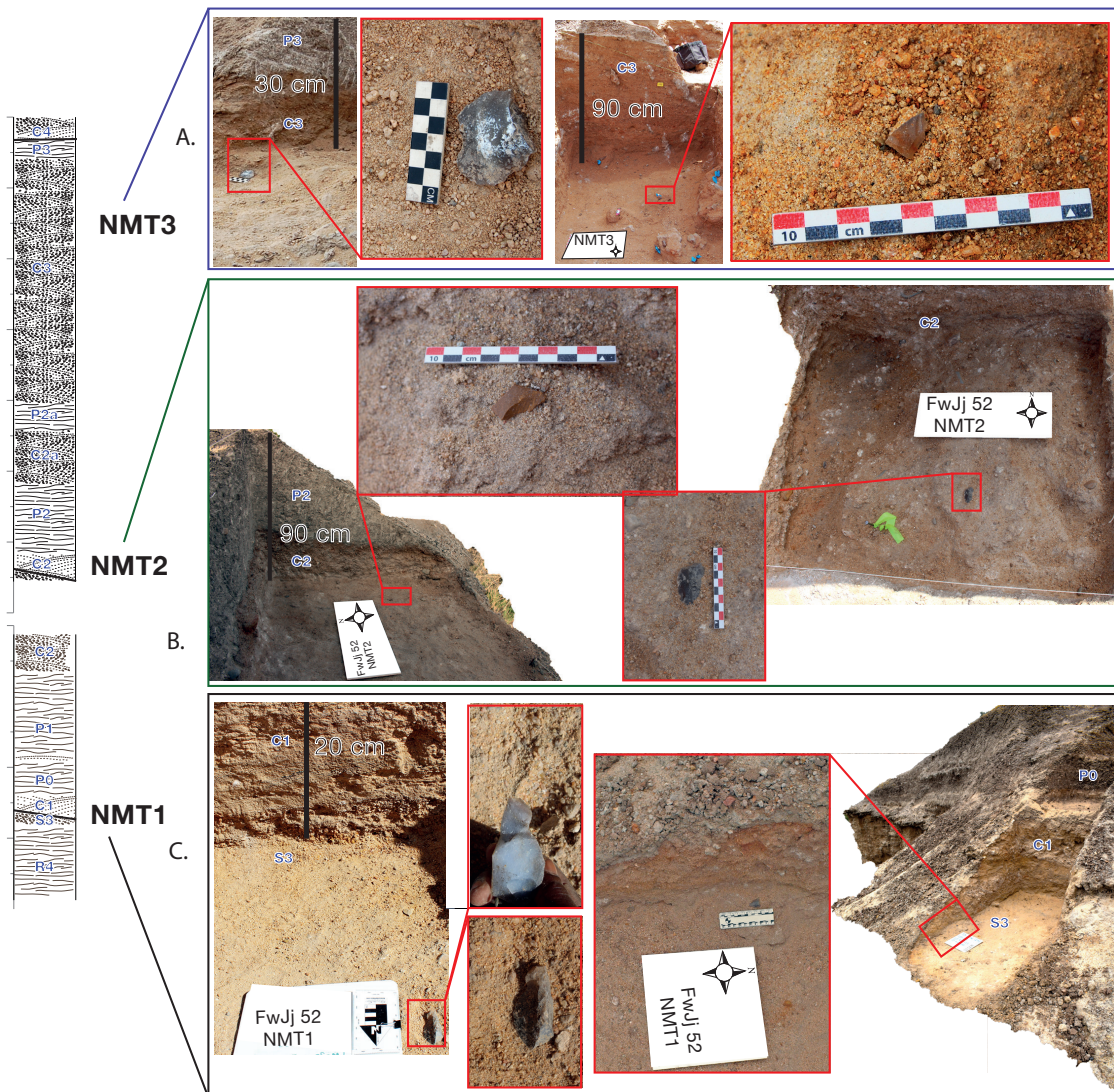 C4
P3
C3
P2a
C2a
P2
C2
C2
P1
P0
C1
S3
R4
NMT3
NMT2
NMT1
A.
P3
30 cm
C3
CM
C3
90 cm
NMT3
10 cm
B.
10 cm
P2
90 cm
C2
N
FwJj 52
NMT2
C2
FwJj 52
NMT2
N
C.
C1
20 cm
S3
FwJj 52
NMT1
N
FwJj 52
NMT1
P0
C1
S3